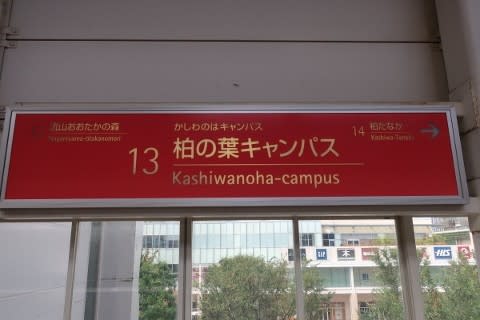 流山おおたかの森
Nagareyama-otakanomori
かしわのはキャンパス
13 柏の葉キャンパス
Kashiwanoha-campus
14 柏たなか
Kashiwa-Tanaka
本
HIS